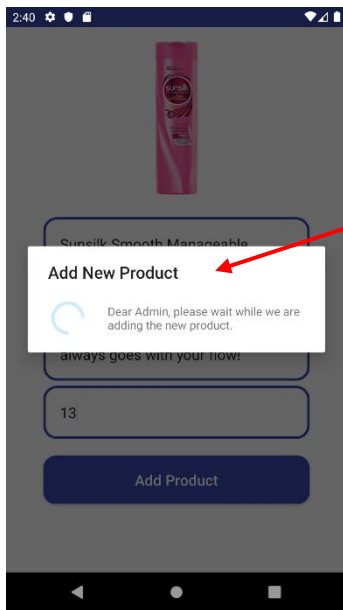 2:40
sunsilk
Sunsilk Smooth Manageable
Add New Product
Dear Admin, please wait while we are
adding the new product.
always goes with your flow!
13
Add Product